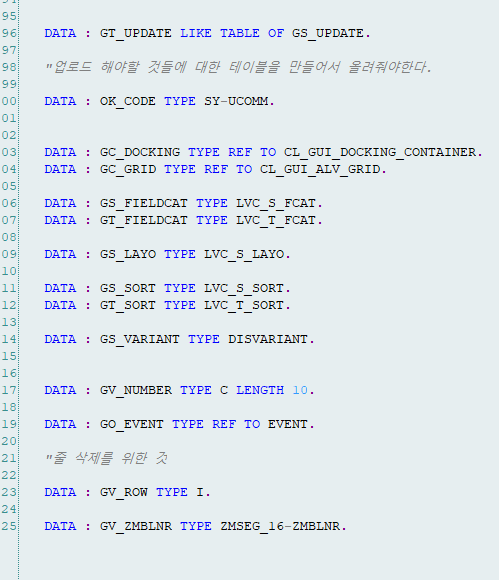 95
96 DATA : GT_UPDATE LIKE TABLE OF GS_UPDATE.
97
98 "업로드 해야할 것들에 대한 테이블을 만들어서 올려줘야한다.
99
00 DATA : OK_CODE TYPE SY-UCOMM.
01
02
03 DATA : GC_DOCKING TYPE REF TO CL_GUI_DOCKING_CONTAINER.
04 DATA : GC_GRID TYPE REF TO CL_GUI_ALV_GRID.
05
06 DATA : GS_FIELDCAT TYPE LVC_S_FCAT.
07 DATA : GT_FIELDCAT TYPE LVC_T_FCAT.
08
09 DATA : GS_LAYO TYPE LVC_S_LAYO.
10
11 DATA : GS_SORT TYPE LVC_S_SORT.
12 DATA : GT_SORT TYPE LVC_T_SORT.
13
14 DATA : GS_VARIANT TYPE DISVARIANT.
15
16
17 DATA : GV_NUMBER TYPE C LENGTH 10.
18
19 DATA : GO_EVENT TYPE REF TO EVENT.
20
21 "줄 삭제를 위한 것
22
23 DATA : GV_ROW TYPE I.
24
25 DATA : GV_ZMBLNR TYPE ZMSEG_16-ZMBLNR.